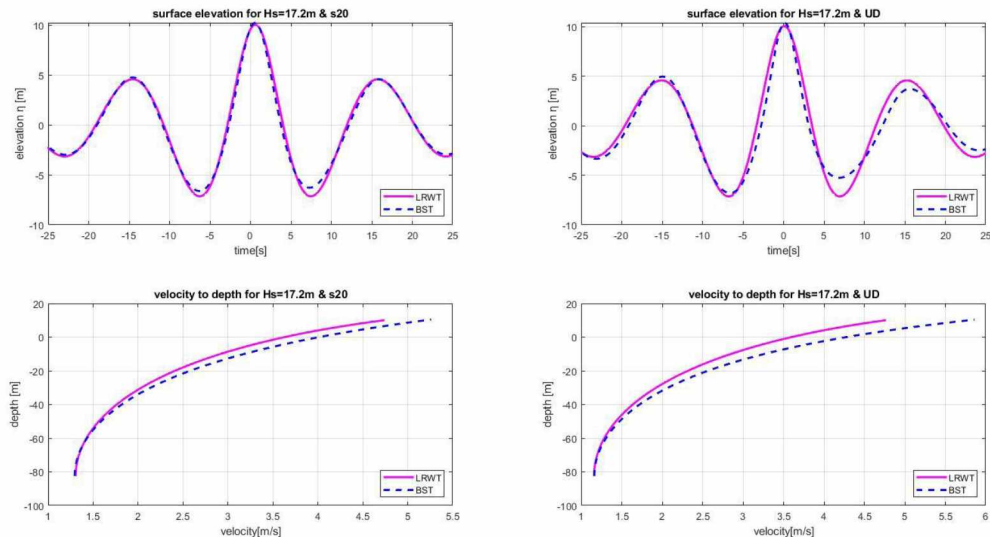 surface elevation for Hs=17.2m & s20
elevation η [m]
10
5
0
-5
-10
-25 -20 -15 -10 -5 0 5 10 15 20 25
time[s]
LRWT
BST
surface elevation for Hs=17.2m & UD
elevation η [m]
10
5
0
-5
-10
-25 -20 -15 -10 -5 0 5 10 15 20 25
time[s]
LRWT
BST
velocity to depth for Hs=17.2m & s20
depth [m]
20
0
-20
-40
-60
-80
-100
1 1.5 2 2.5 3 3.5 4 4.5 5 5.5
velocity[m/s]
LRWT
BST
velocity to depth for Hs=17.2m & UD
depth [m]
20
0
-20
-40
-60
-80
-100
1 1.5 2 2.5 3 3.5 4 4.5 5 5.5 6
velocity[m/s]
LRWT
BST